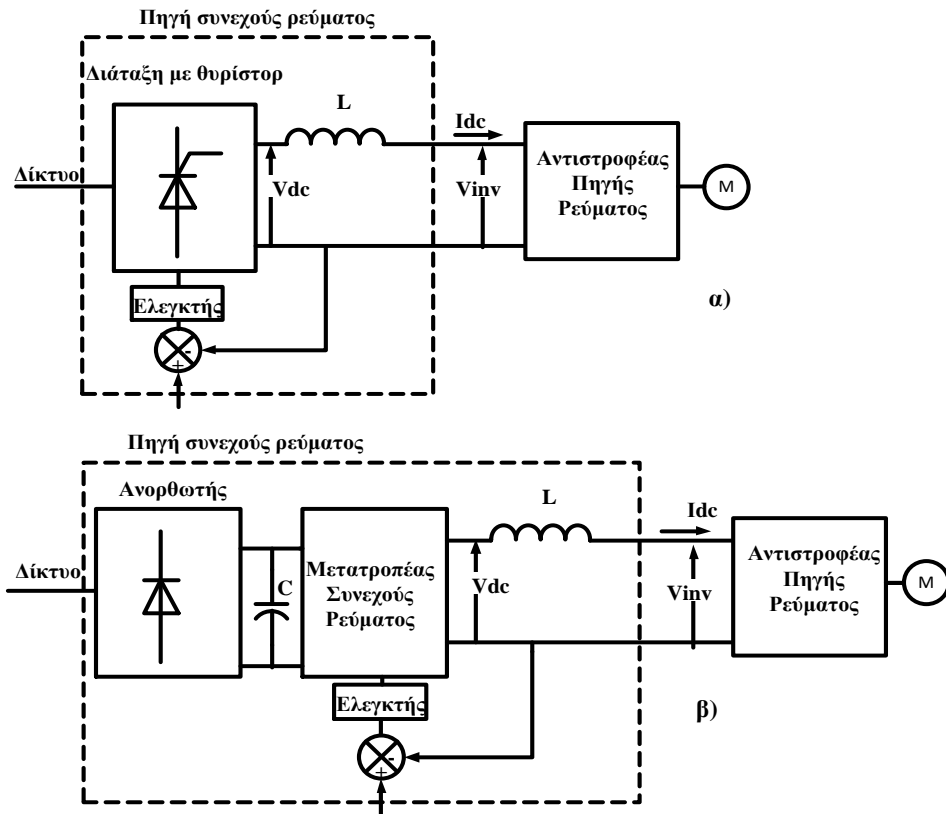 Πηγή συνεχούς ρεύματος
Διάταξη με θυρίστορ
L
Idc
Δίκτυο
Vdc
Vinv
Αντιστροφέας
Πηγής
Ρεύματος
M
Ελεγκτής
-
+
α)
Πηγή συνεχούς ρεύματος
Ανορθωτής
L
Idc
Δίκτυο
C
Μετατροπέας
Συνεχούς
Ρεύματος
Vdc
Vinv
Αντιστροφέας
Πηγής
Ρεύματος
M
Ελεγκτής
-
+
β)